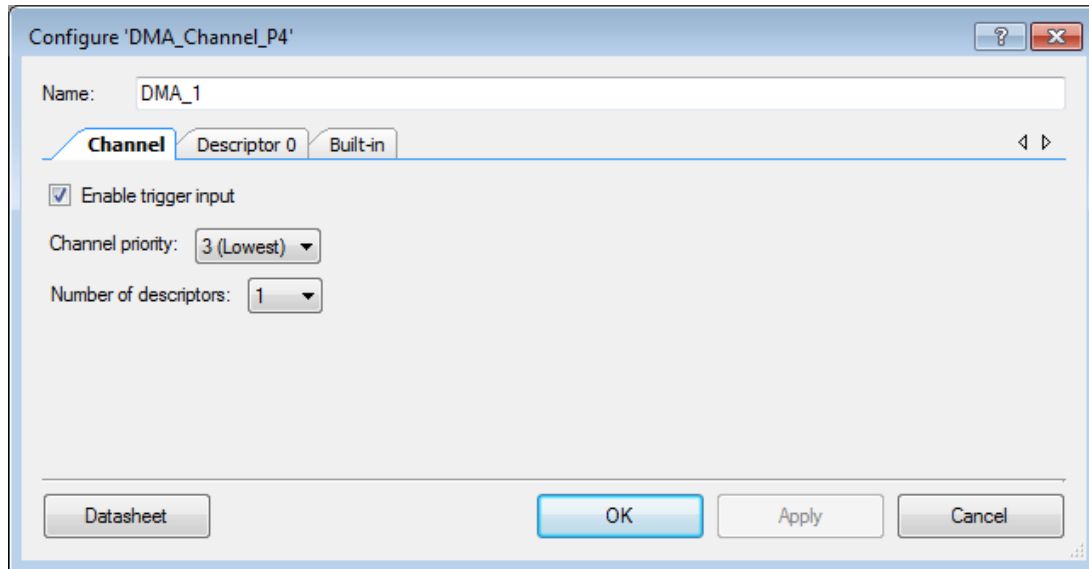 Configure 'DMA_Channel_P4'
Name: DMA_1
Channel Descriptor 0 Built-in
Enable trigger input
Channel priority: 3 (Lowest)
Number of descriptors: 1
Datasheet OK Apply Cancel